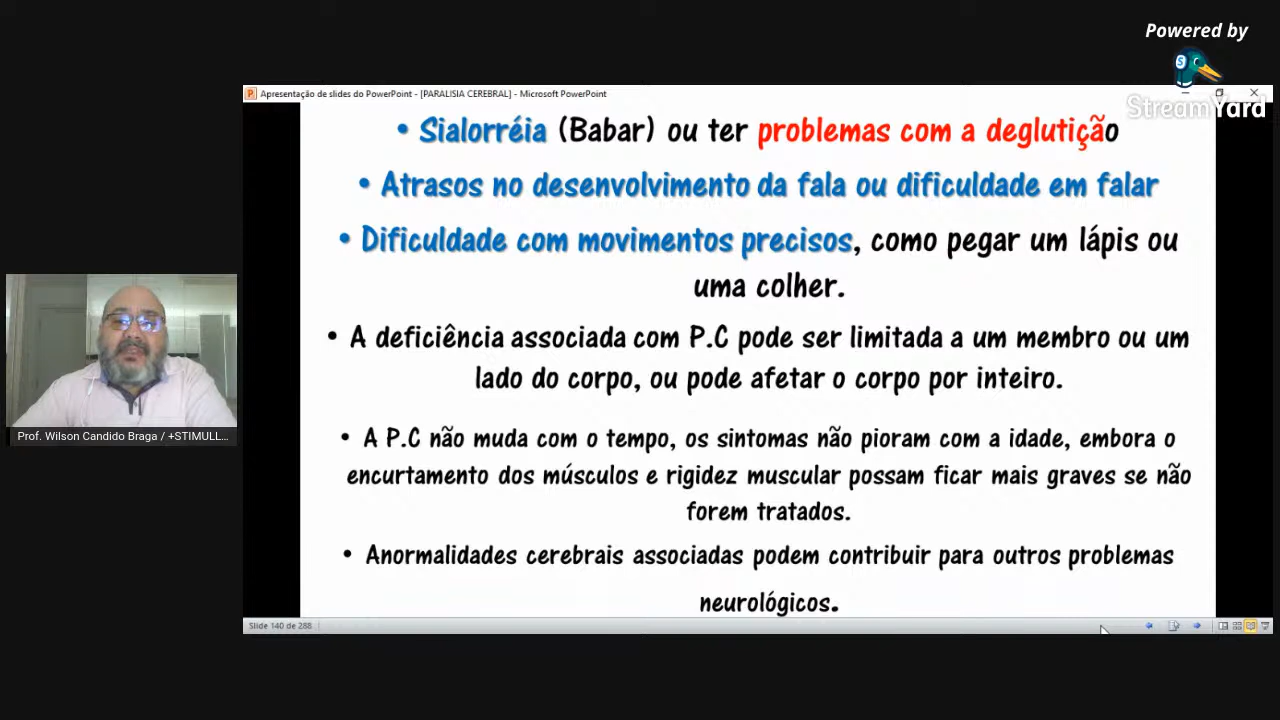 Powered by
StreamYard
Apresentação de slides do PowerPoint - [PARALISIA CEREBRAL] - Microsoft PowerPoint
• Sialorréia (Babar) ou ter problemas com a deglutição
• Atrasos no desenvolvimento da fala ou dificuldade em falar
• Dificuldade com movimentos precisos, como pegar um lápis ou
uma colher.
• A deficiência associada com P.C pode ser limitada a um membro ou um
lado do corpo, ou pode afetar o corpo por inteiro.
• A P.C não muda com o tempo, os sintomas não pioram com a idade, embora o
encurtamento dos músculos e rigidez muscular possam ficar mais graves se não
forem tratados.
• Anormalidades cerebrais associadas podem contribuir para outros problemas
neurológicos.
Prof. Wilson Candido Braga / +STIMULL...
Slide 140 de 288